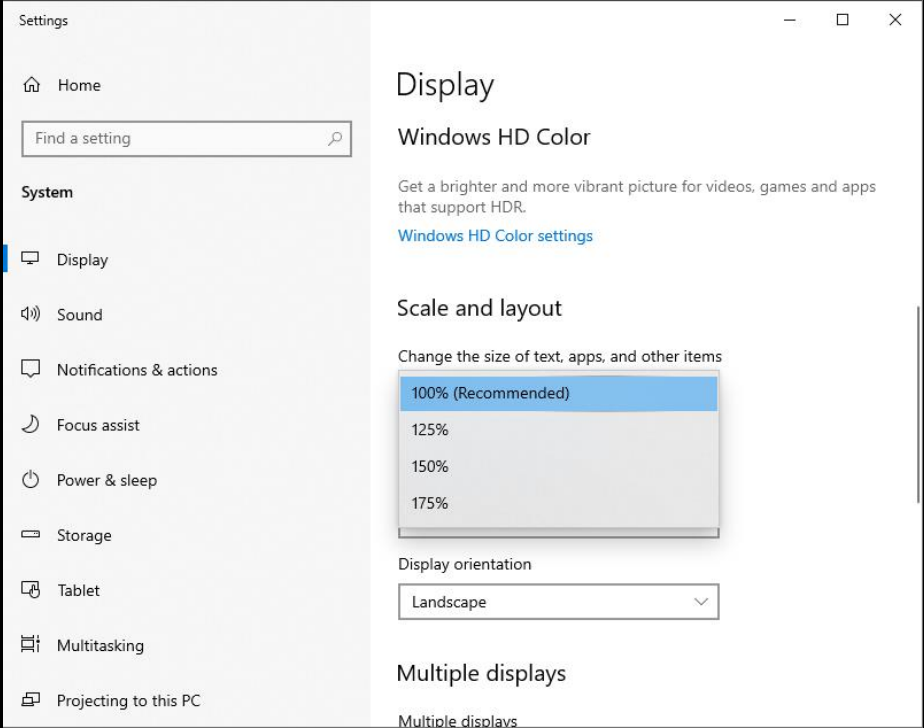 Settings
Home
Find a setting
System
Display
Sound
Notifications & actions
Focus assist
Power & sleep
Storage
Tablet
Multitasking
Projecting to this PC
Display
Windows HD Color
Get a brighter and more vibrant picture for videos, games and apps
that support HDR.
Windows HD Color settings
Scale and layout
Change the size of text, apps, and other items
100% (Recommended)
125%
150%
175%
Display orientation
Landscape
Multiple displays
Multiple displays